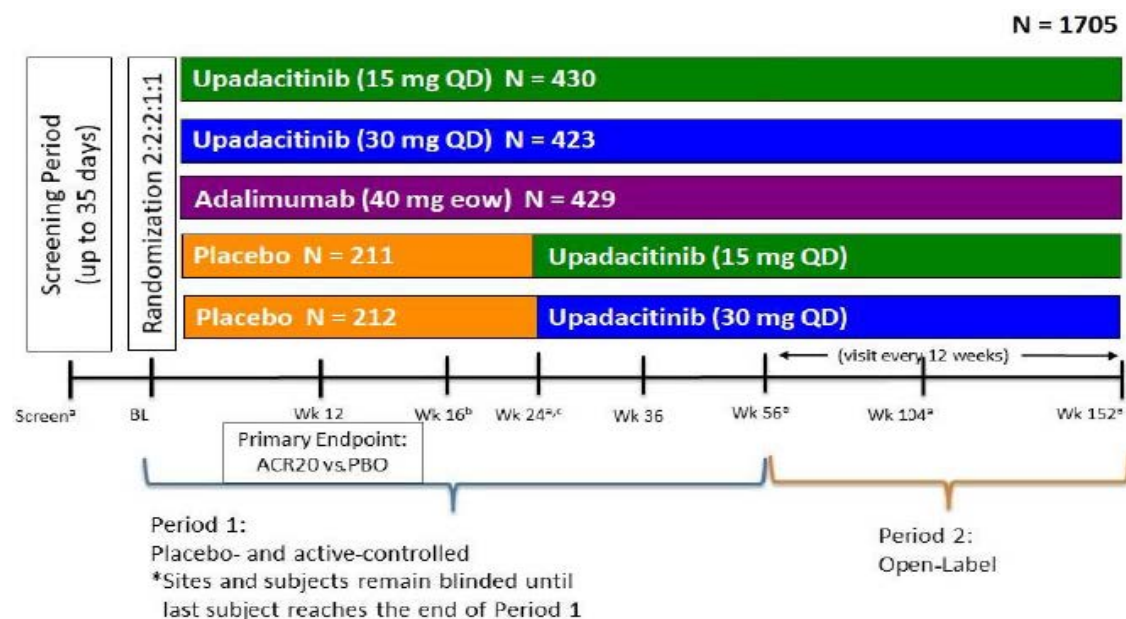 N = 1705
Screening Period
(up to 35 days)
Randomization 2:2:2:1:1
Upadacitinib (15 mg QD) N = 430
Upadacitinib (30 mg QD) N = 423
Adalimumab (40 mg eow) N = 429
Placebo N = 211
Upadacitinib (15 mg QD)
Placebo N = 212
Upadacitinib (30 mg QD)
(visit every 12 weeks)
Screenᵃ
BL
Wk 12
Wk 16ᵇ
Wk 24ᵃ,ᶜ
Wk 36
Wk 56ᵃ
Wk 104ᵃ
Wk 152ᵃ
Primary Endpoint:
ACR20 vs.PBO
Period 1:
Placebo- and active-controlled
*Sites and subjects remain blinded until
last subject reaches the end of Period 1
Period 2:
Open-Label